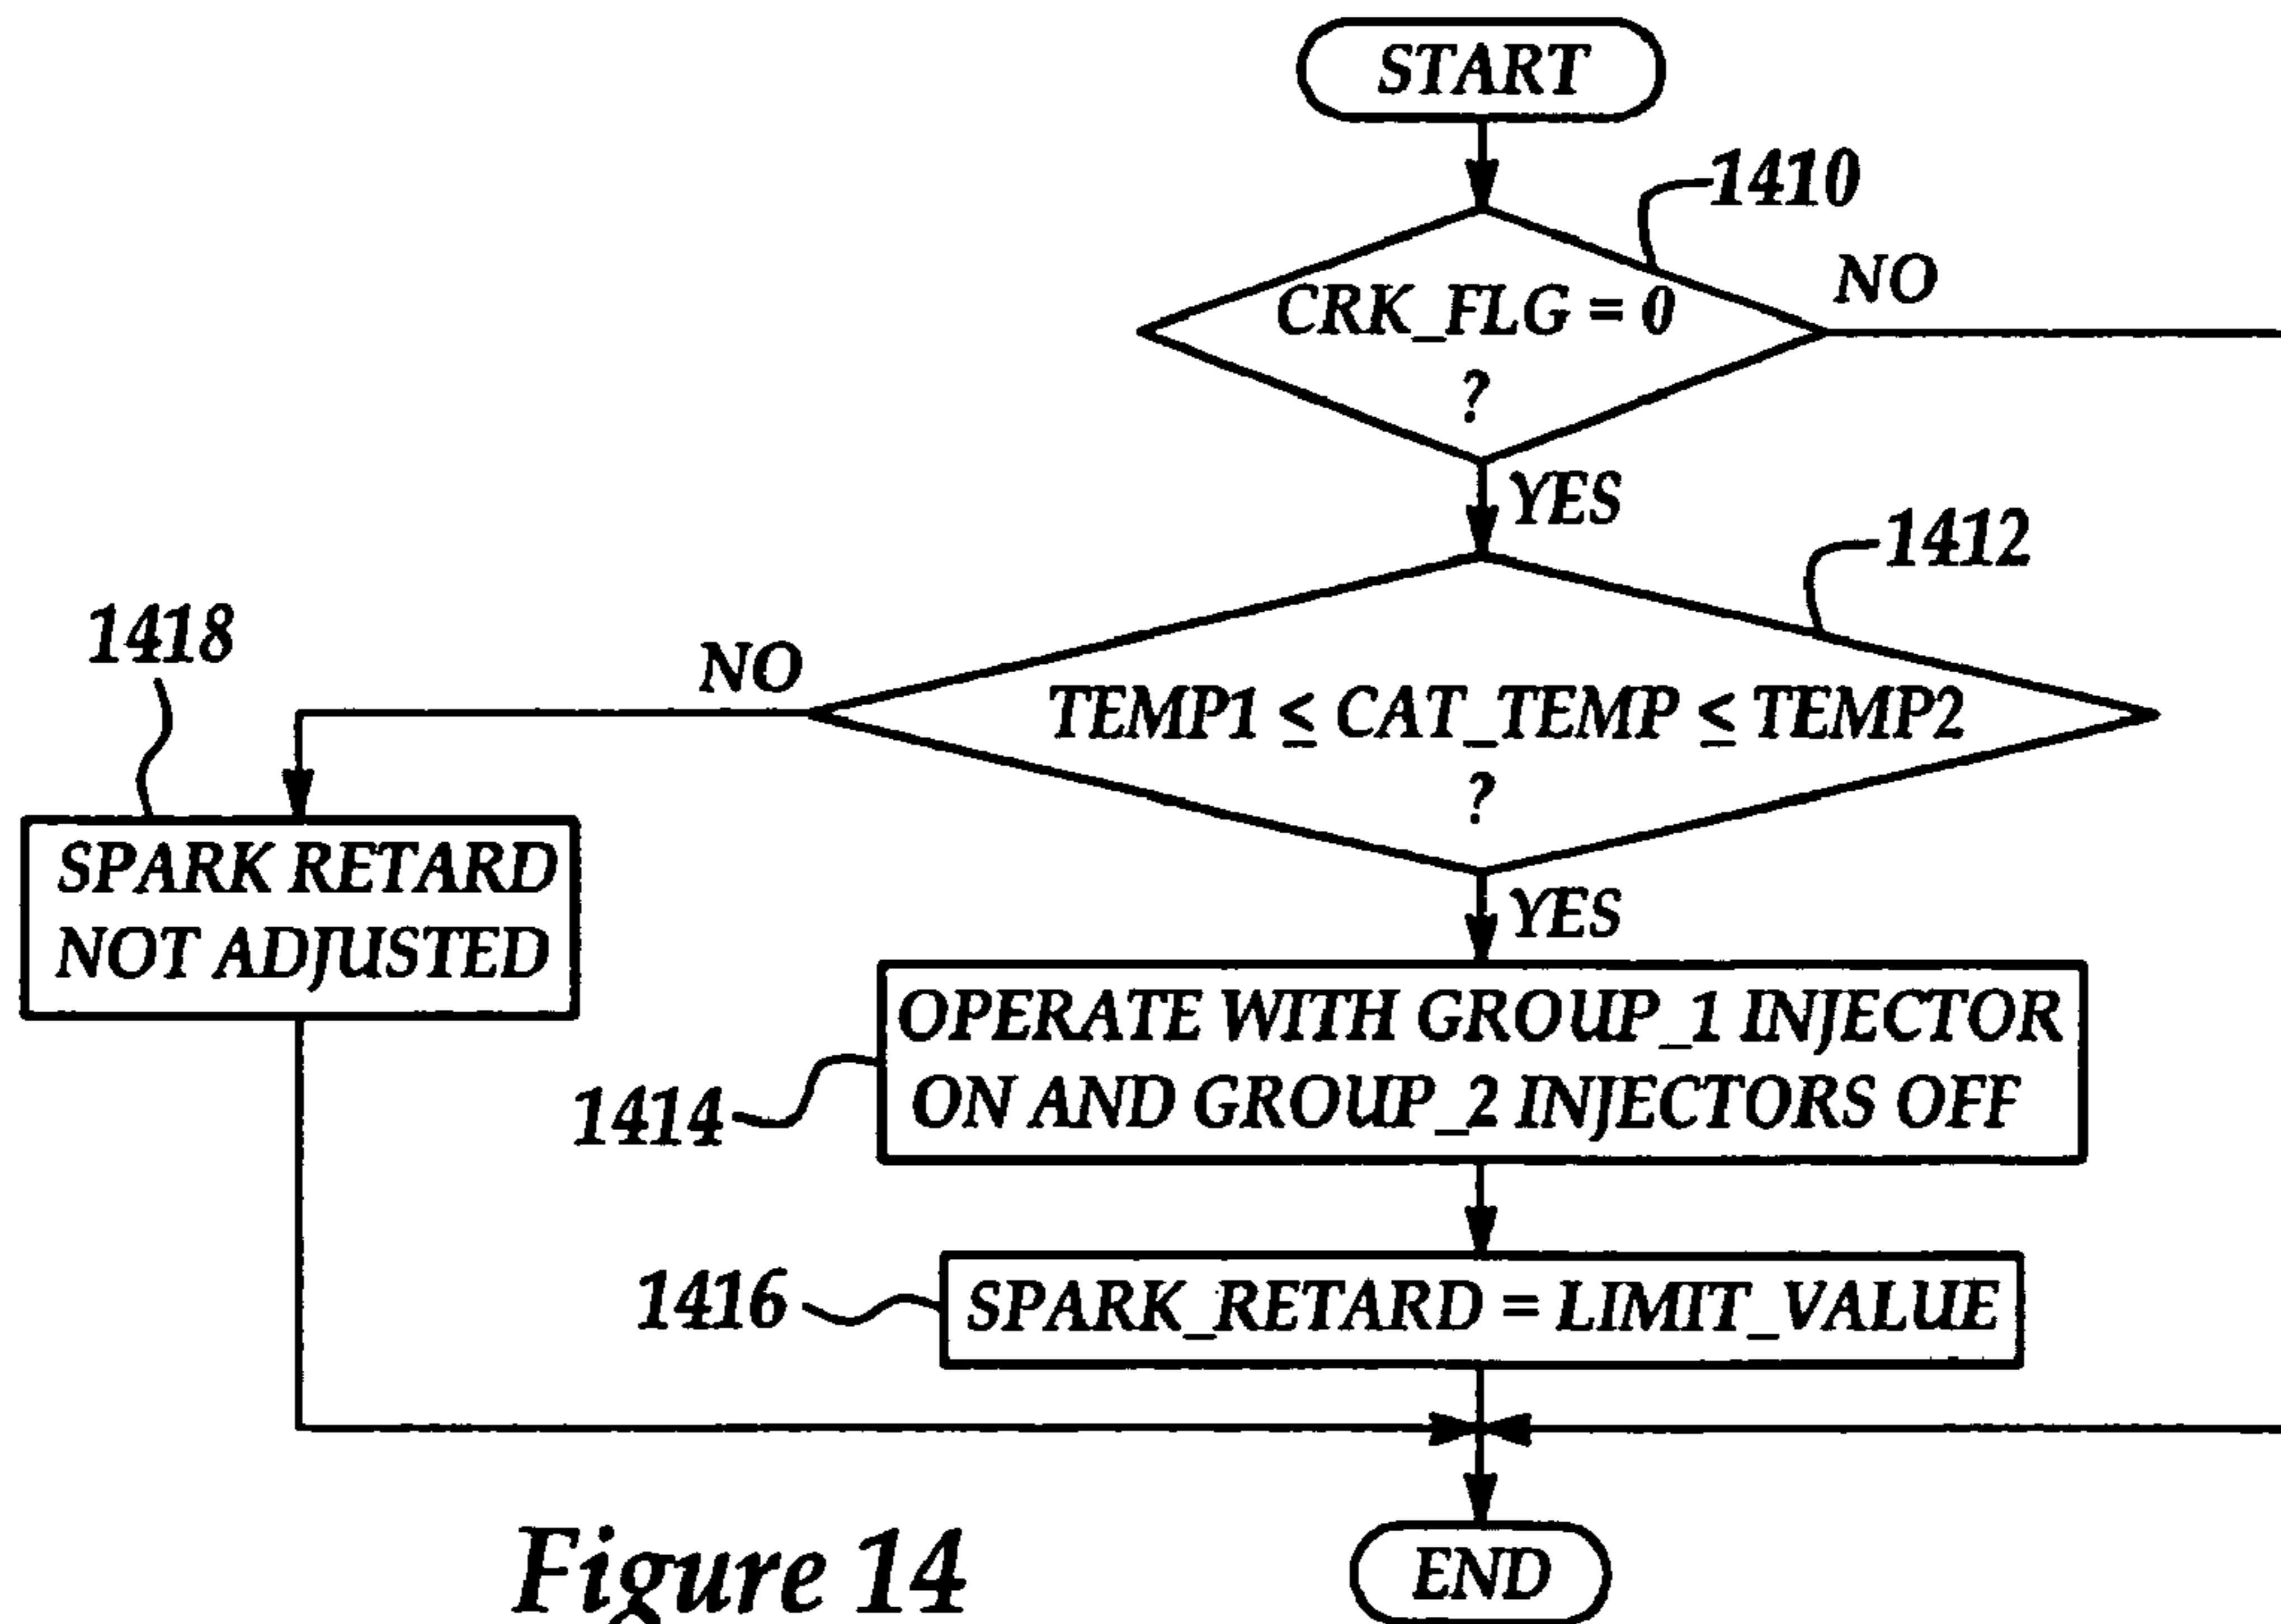 START
1410
CRK_FLG = 0
?
NO
YES
1412
TEMP1 ≤ CAT_TEMP ≤ TEMP2
?
NO
1418
SPARK RETARD
NOT ADJUSTED
YES
OPERATE WITH GROUP_1 INJECTOR
ON AND GROUP_2 INJECTORS OFF
1414
1416
SPARK_RETARD = LIMIT_VALUE
END
Figure 14